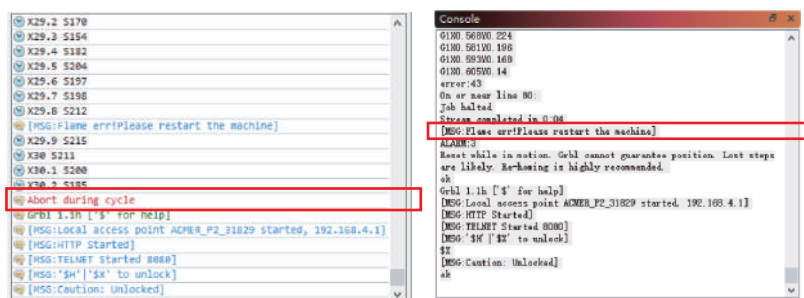 X29.2 S170
X29.3 S154
X29.4 S182
X29.5 S204
X29.6 S197
X29.7 S198
X29.8 S212
[MSG:Flame err!Please restart the machine]
X29.9 S215
X30 S211
X30.1 S200
X30.2 S185
Abort during cycle
Grbl 1.1h ['$' for help]
[MSG:Local access point ACMER_P2_31829 started, 192.168.4.1]
[MSG:HTTP Started]
[MSG:TELNET Started 8080]
[MSG:'$H'|'$X' to unlock]
[MSG:Caution: Unlocked]
Console
G1X0.568Y0.224
G1X0.581Y0.196
G1X0.593Y0.168
G1X0.605Y0.14
error:43
On or near line 80:
Job halted
Stream completed in 0:04
[MSG:Flame err!Please restart the machine]
ALARM:3
Reset while in motion. Grbl cannot guarantee position. Lost steps
are likely. Re-homing is highly recommended.
ok
Grbl 1.1h ['$' for help]
[MSG:Local access point ACMER_P2_31829 started, 192.168.4.1]
[MSG:HTTP Started]
[MSG:TELNET Started 8080]
[MSG:'$H'|'$X' to unlock]
$X
[MSG:Caution: Unlocked]
ok